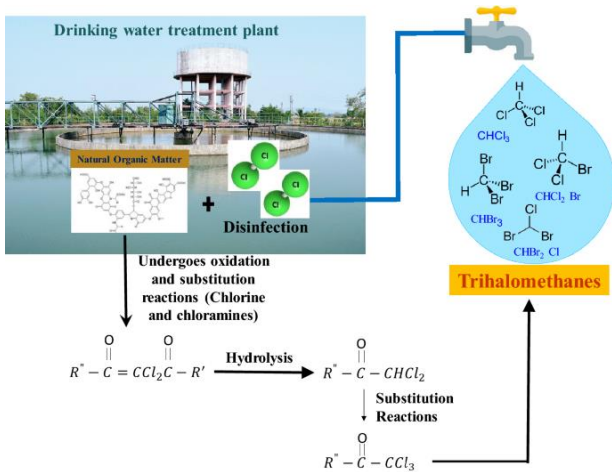 Drinking water treatment plant
Natural Organic Matter
+
Cl
Cl
Cl
Cl
Cl
Cl
Disinfection
H
Cl
Cl
Cl
CHCl3
H
Br
Br
Br
CHBr3
H
Cl
Br
Cl
CHCl2 Br
Cl
Br
Br
CHBr2 Cl
Trihalomethanes
Undergoes oxidation
and substitution
reactions (Chlorine
and chloramines)
O O
R" − C = CCl2C − R′
Hydrolysis
O
R" − C − CHCl2
Substitution
Reactions
O
R" − C − CCl3